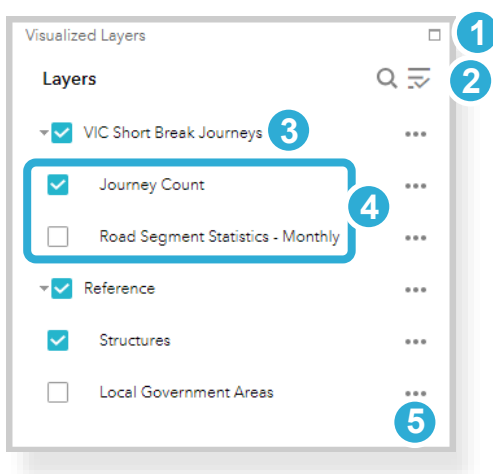 Visualized Layers
1
Layers
2
VIC Short Break Journeys
3
Journey Count
4
Road Segment Statistics - Monthly
Reference
Structures
Local Government Areas
5